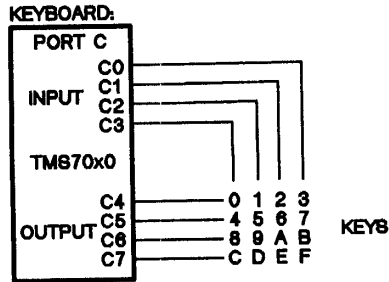 KEYBOARD:
PORT C
C0
C1
INPUT
C2
C3
TMS70x0
C4 0 1 2 3
C5 4 5 6 7 KEYS
OUTPUT C6 8 9 A B
C7 C D E F